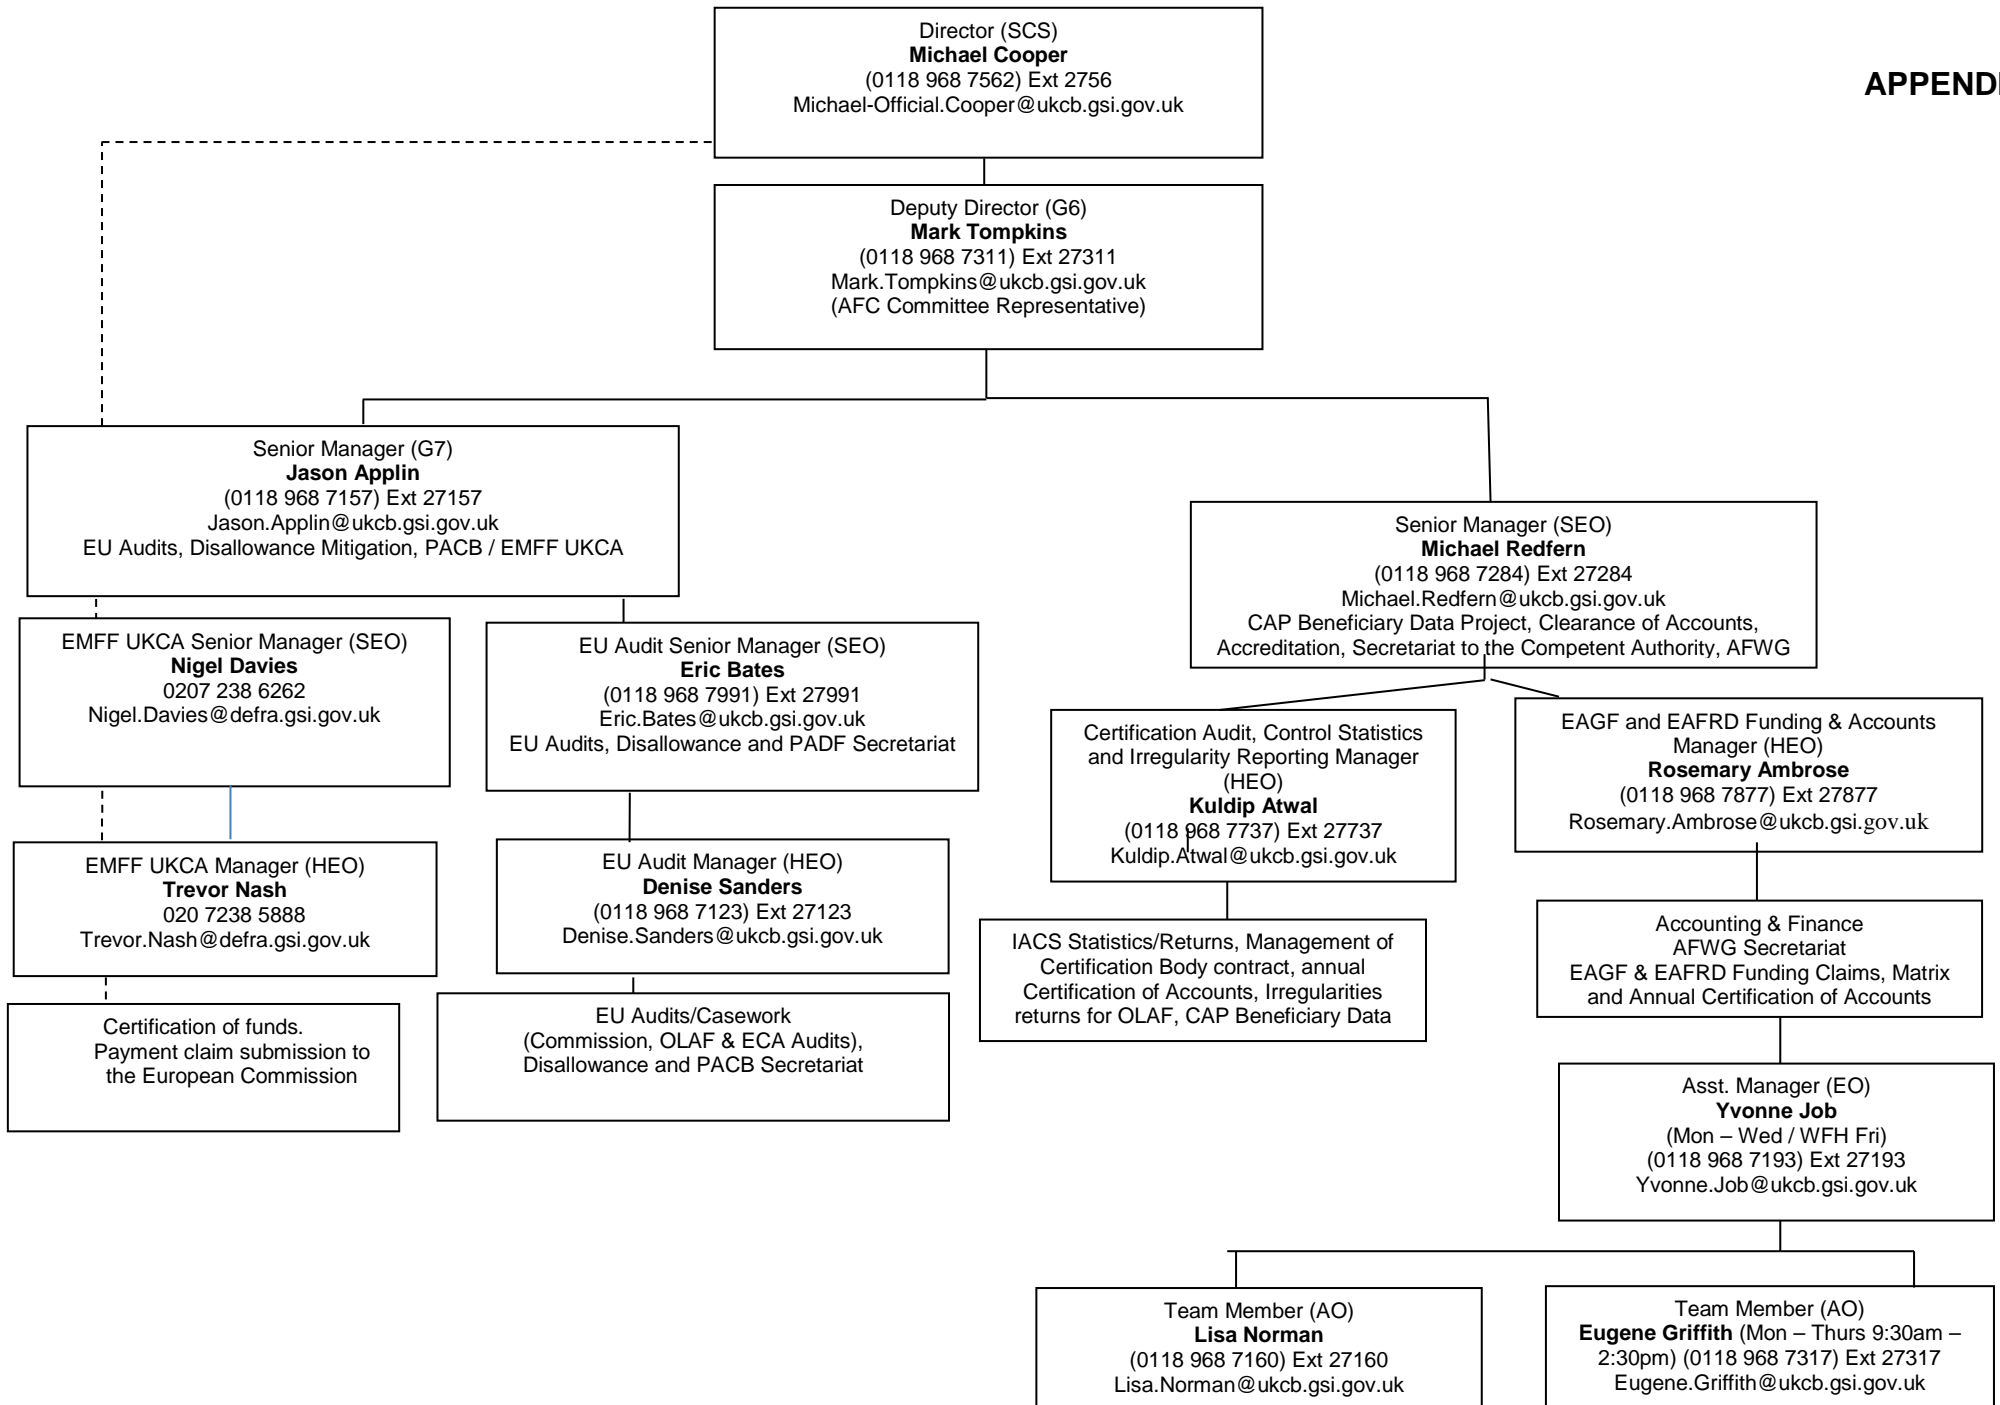 Director (SCS)
Michael Cooper
(0118 968 7562) Ext 2756
Michael-Official.Cooper@ukcb.gsi.gov.uk
APPENDI
Deputy Director (G6)
Mark Tompkins
(0118 968 7311) Ext 27311
Mark.Tompkins@ukcb.gsi.gov.uk
(AFC Committee Representative)
Senior Manager (G7)
Jason Applin
(0118 968 7157) Ext 27157
Jason.Applin@ukcb.gsi.gov.uk
EU Audits, Disallowance Mitigation, PACB / EMFF UKCA
Senior Manager (SEO)
Michael Redfern
(0118 968 7284) Ext 27284
Michael.Redfern@ukcb.gsi.gov.uk
CAP Beneficiary Data Project, Clearance of Accounts,
Accreditation, Secretariat to the Competent Authority, AFWG
EMFF UKCA Senior Manager (SEO)
Nigel Davies
0207 238 6262
Nigel.Davies@defra.gsi.gov.uk
EU Audit Senior Manager (SEO)
Eric Bates
(0118 968 7991) Ext 27991
Eric.Bates@ukcb.gsi.gov.uk
EU Audits, Disallowance and PADF Secretariat
Certification Audit, Control Statistics
and Irregularity Reporting Manager
(HEO)
Kuldip Atwal
(0118 968 7737) Ext 27737
Kuldip.Atwal@ukcb.gsi.gov.uk
EAGF and EAFRD Funding & Accounts
Manager (HEO)
Rosemary Ambrose
(0118 968 7877) Ext 27877
Rosemary.Ambrose@ukcb.gsi.gov.uk
EMFF UKCA Manager (HEO)
Trevor Nash
020 7238 5888
Trevor.Nash@defra.gsi.gov.uk
EU Audit Manager (HEO)
Denise Sanders
(0118 968 7123) Ext 27123
Denise.Sanders@ukcb.gsi.gov.uk
IACS Statistics/Returns, Management of
Certification Body contract, annual
Certification of Accounts, Irregularities
returns for OLAF, CAP Beneficiary Data
Accounting & Finance
AFWG Secretariat
EAGF & EAFRD Funding Claims, Matrix
and Annual Certification of Accounts
Certification of funds.
Payment claim submission to
the European Commission
EU Audits/Casework
(Commission, OLAF & ECA Audits),
Disallowance and PACB Secretariat
Asst. Manager (EO)
Yvonne Job
(Mon – Wed / WFH Fri)
(0118 968 7193) Ext 27193
Yvonne.Job@ukcb.gsi.gov.uk
Team Member (AO)
Lisa Norman
(0118 968 7160) Ext 27160
Lisa.Norman@ukcb.gsi.gov.uk
Team Member (AO)
Eugene Griffith (Mon – Thurs 9:30am –
2:30pm) (0118 968 7317) Ext 27317
Eugene.Griffith@ukcb.gsi.gov.uk